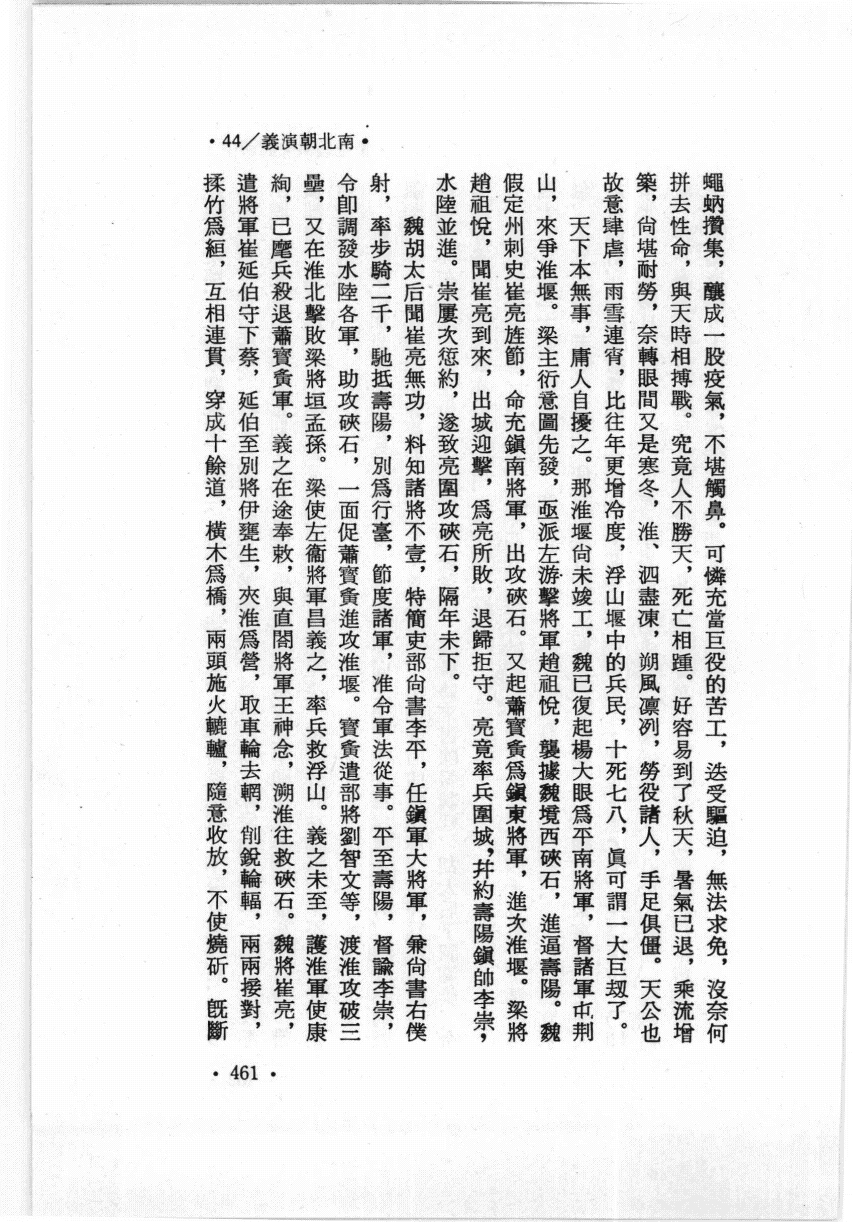 •44／義演朝北南•
蠅蚋攢集，釀成一股疫氣，不堪觸鼻。可憐充當巨役的苦工，迭受驅迫，無法求免，沒奈何
拼去性命，與天時相搏戰。究竟人不勝天，死亡相踵。好容易到了秋天，暑氣已退，乘流增
築，尙堪耐勞，奈轉眼間又是寒冬，淮、泗盡凍，朔風凛冽，勞役諸人，手足俱僵。天公也
故意肆虐，雨雪連宵，比往年更增冷度，浮山堰中的兵民，十死七八，眞可謂一大巨刼了。
天下本無事，庸人自擾之。那淮堰尙未竣工，魏已復起楊大眼爲平南將軍，督諸軍屯荆
山，來爭淮堰。梁主衍意圖先發，亟派左游擊將軍趙祖悅，襲據魏境西硤石，進逼壽陽。魏
假定州刺史崔亮旌節，命充鎭南將軍，出攻硤石。又起蕭寶夤爲鎭東將軍，進次淮堰。梁將
趙祖悅，聞崔亮到來，出城迎擊，爲亮所敗，退歸拒守。亮竟率兵圍城，幷約壽陽鎭帥李崇，
水陸並進。崇屢次愆約，遂致亮圍攻硤石，隔年未下。
魏胡太后聞崔亮無功，料知諸將不壹，特簡吏部尙書李平，任鎭軍大將軍，兼尙書右僕
射，率步騎二千，馳抵壽陽，別爲行臺，節度諸軍，准令軍法從事。平至壽陽，督諭李崇，
令卽調發水陸各軍，助攻硤石，一面促蕭寶夤進攻淮堰。寶夤遣部將劉智文等，渡淮攻破三
壘，又在淮北擊敗梁將垣孟孫。梁使左衞將軍昌義之，率兵救浮山。義之未至，護淮軍使康
絢，已麾兵殺退蕭寶夤軍。義之在途奉敕，與直閤將軍王神念，溯淮往救硤石。魏將崔亮，
遣將軍崔延伯守下蔡，延伯至別將伊甕生，夾淮爲營，取車輪去輞，削銳輪輻，兩兩接對，
揉竹爲絙，互相連貫，穿成十餘道，橫木爲橋，兩頭施火轆轤，隨意收放，不使燒斫。旣斷
• 461 •